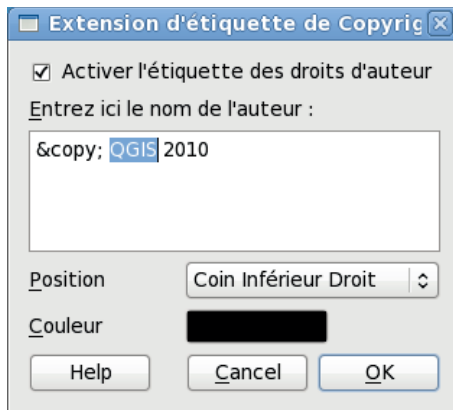 Extension d'étiquette de Copyrig
Activer l'étiquette des droits d'auteur
Entrez ici le nom de l'auteur :
&copy; QGIS 2010
Position Coin Inférieur Droit
Couleur
Help Cancel OK